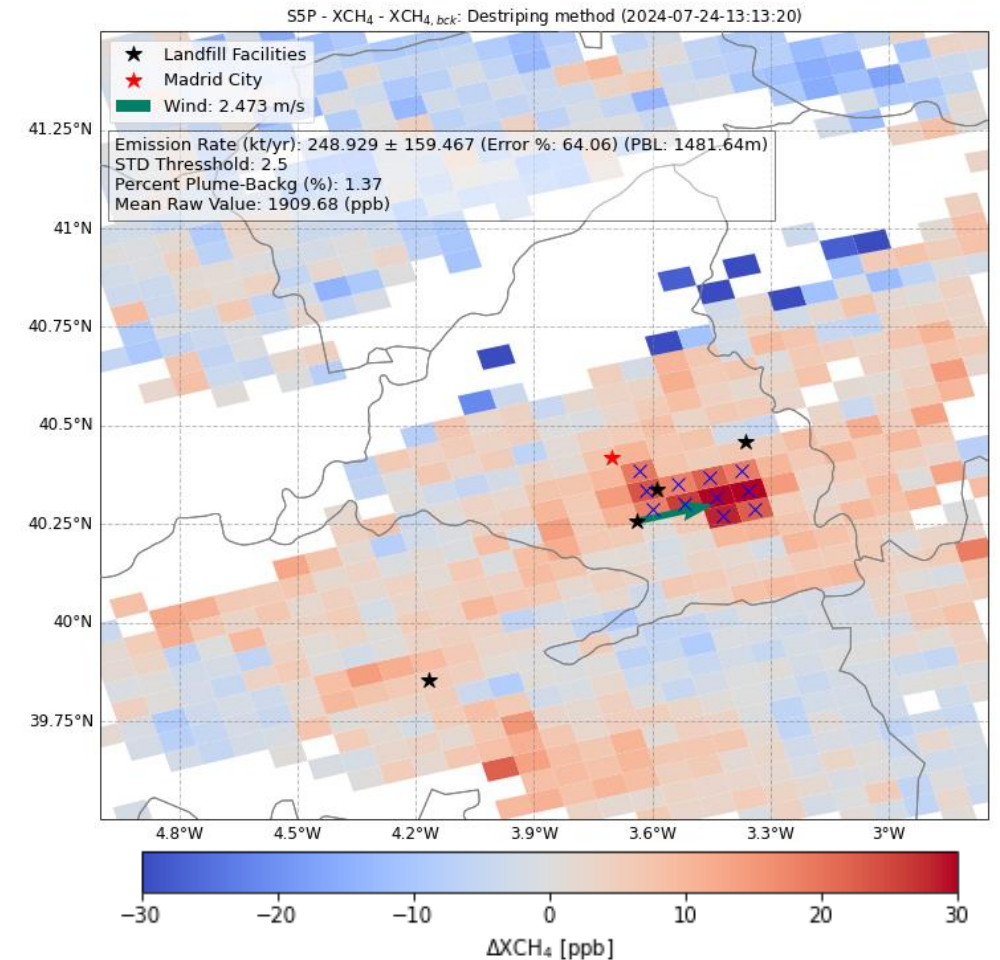 S5P - XCH₄ - XCH₄,bck: Destriping method (2024-07-24-13:13:20)
Landfill Facilities
Madrid City
Wind: 2.473 m/s
Emission Rate (kt/yr): 248.929 ± 159.467 (Error %: 64.06) (PBL: 1481.64m)
STD Thresshold: 2.5
Percent Plume-Backg (%): 1.37
Mean Raw Value: 1909.68 (ppb)
41.25°N
41°N
40.75°N
40.5°N
40.25°N
40°N
39.75°N
4.8°W 4.5°W 4.2°W 3.9°W 3.6°W 3.3°W 3°W
−30 −20 −10 0 10 20 30
ΔXCH₄ [ppb]